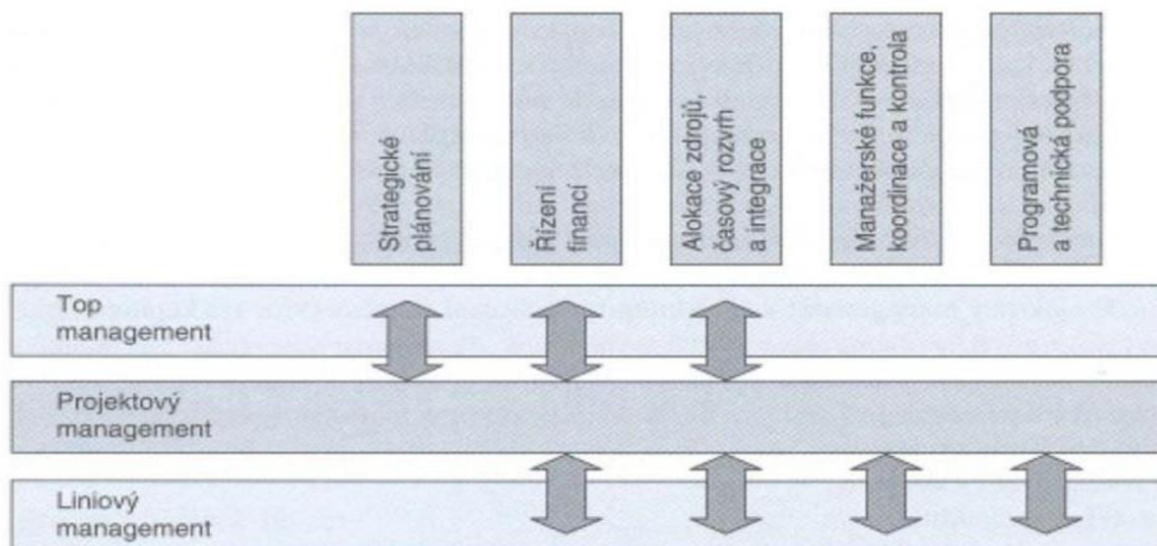 Strategické
plánování
Řízení
financí
Alokace zdrojů,
časový rozvrh
a integrace
Manažerské funkce,
koordinace a kontrola
Programová
a technická podpora
Top
management
Projektový
management
Liniový
management